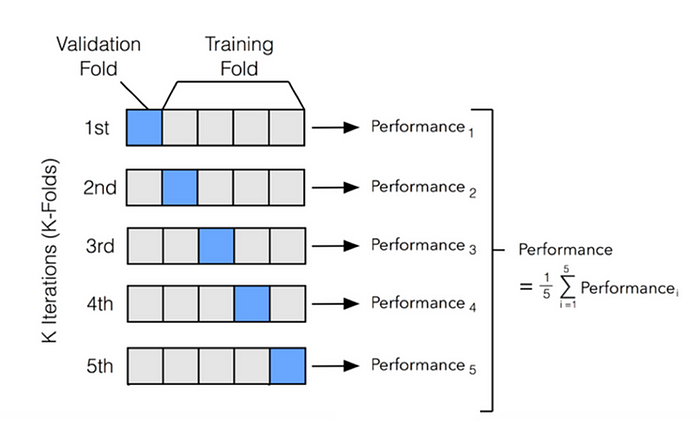 Validation
Fold
Training
Fold
K Iterations (K-Folds)
1st
Performance 1
2nd
Performance 2
3rd
Performance 3
4th
Performance 4
5th
Performance 5
Performance
= 1/5 5∑i=1 Performance i